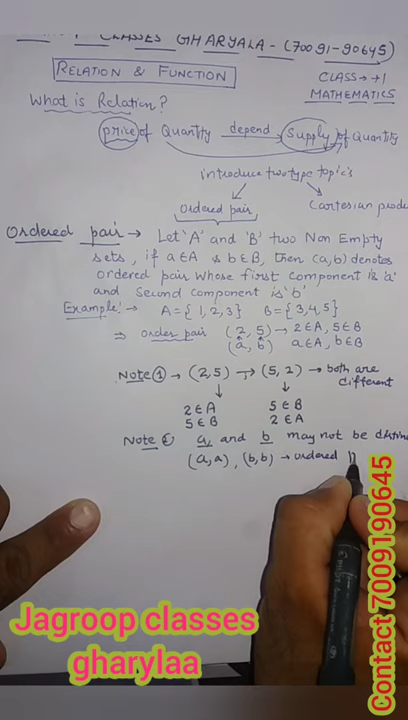 CLASSES GHARYALA - (70091-90645)
RELATION & FUNCTION
CLASS → +1
MATHEMATICS
What is Relation?
price of Quantity depend Supply of Quantity
introduce two type topic's
Ordered pair
Cartesian produc
Ordered pair → Let 'A' and 'B' two Non Empty
sets, if a ∈ A & b ∈ B, then (a, b) denotes
ordered pair whose first component is 'a'
and second component is 'b'
Example:→ A = {1, 2, 3} B = {3, 4, 5}
⇒ order pair (2, 5) → 2 ∈ A, 5 ∈ B
(a, b) a ∈ A, b ∈ B
Note ① → (2, 5) → (5, 2) → both are
different
2 ∈ A 5 ∈ B
5 ∈ B 2 ∈ A
Note ② a, and b may not be distinc
(a, a), (b, b) → ordered p
Jagroop classes
gharylaa
Contact 70091190645